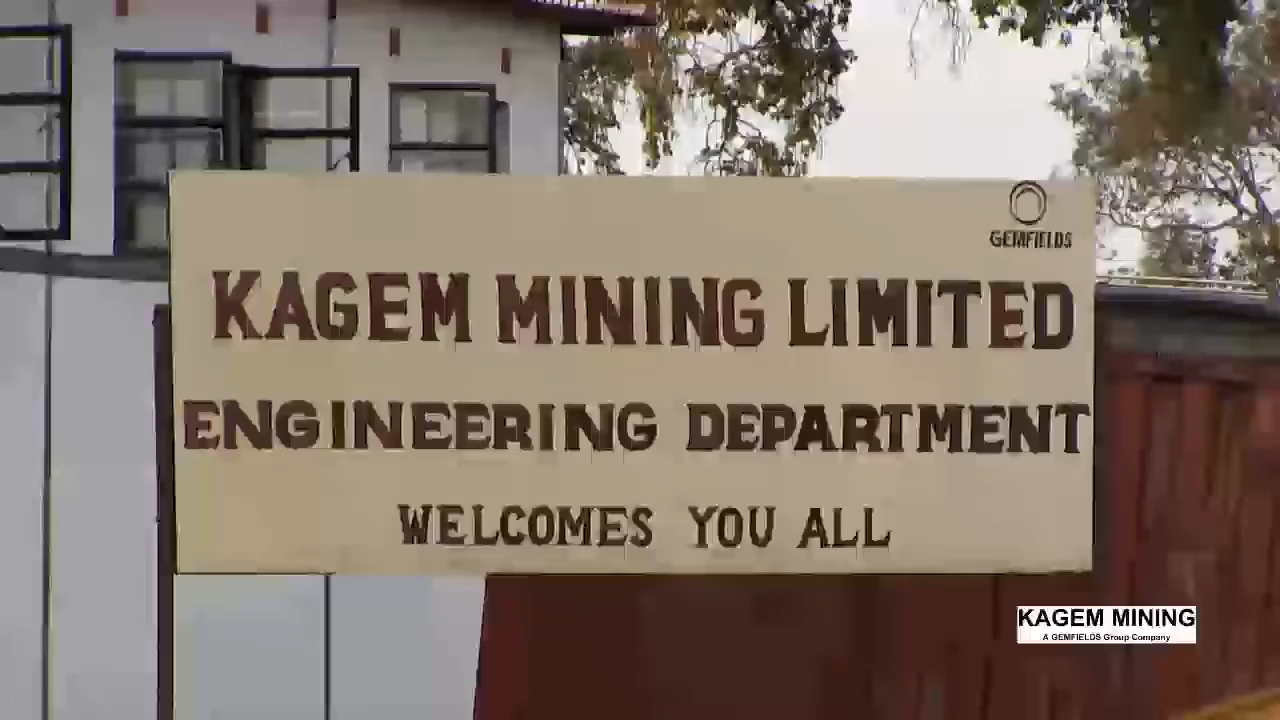 GEMFIELDS
KAGEM MINING LIMITED
ENGINEERING DEPARTMENT
WELCOMES YOU ALL
KAGEM MINING
A GEMFIELDS Group Company